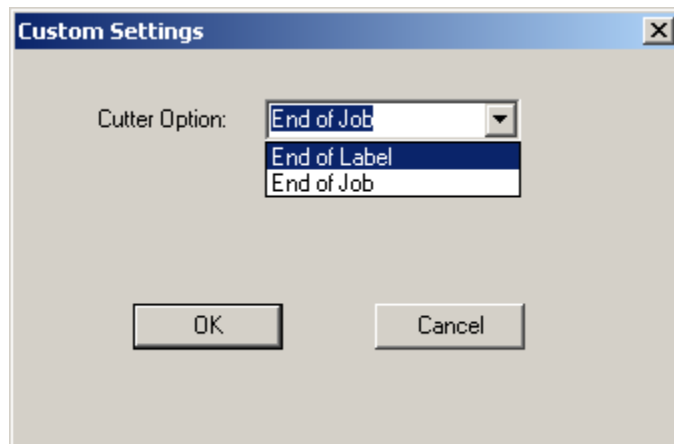 Custom Settings
Cutter Option: End of Job
End of Label
End of Job
OK Cancel